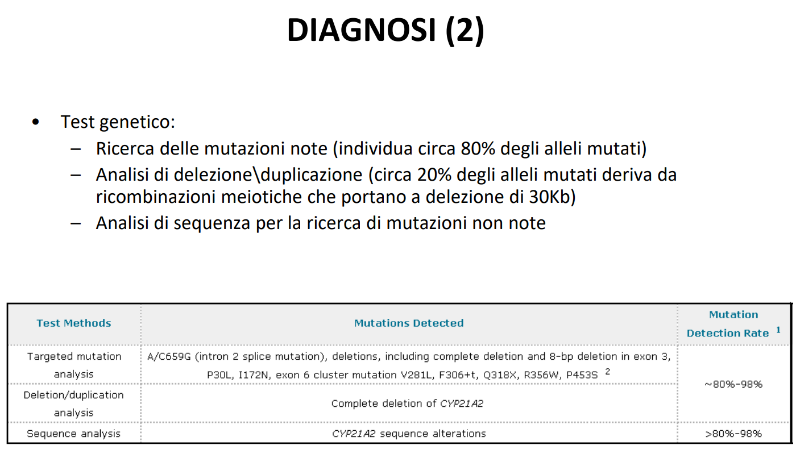 DIAGNOSI (2)
• Test genetico:
– Ricerca delle mutazioni note (individua circa 80% degli alleli mutati)
– Analisi di delezione\duplicazione (circa 20% degli alleli mutati deriva da
ricombinazioni meiotiche che portano a delezione di 30Kb)
– Analisi di sequenza per la ricerca di mutazioni non note
Test Methods
Mutations Detected
Mutation
Detection Rate 1
Targeted mutation
analysis
A/C659G (intron 2 splice mutation), deletions, including complete deletion and 8-bp deletion in exon 3,
P30L, I172N, exon 6 cluster mutation V281L, F306+t, Q318X, R356W, P453S 2
~80%-98%
Deletion/duplication
analysis
Complete deletion of CYP21A2
Sequence analysis
CYP21A2 sequence alterations
>80%-98%